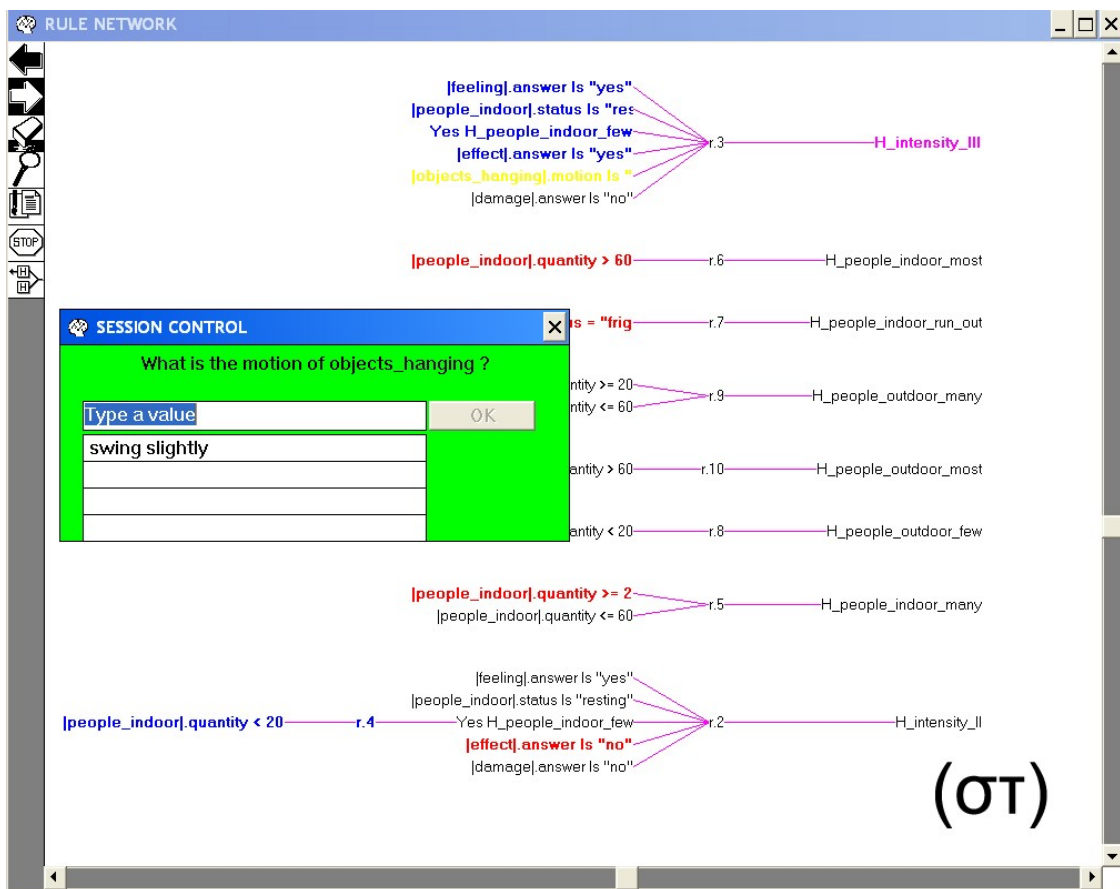 RULE NETWORK
|feeling|.answer Is "yes"
|people_indoor|.status Is "res
Yes H_people_indoor_few
|effect|.answer Is "yes"
|objects_hanging|.motion Is "
|damage|.answer Is "no"
r.3
H_intensity_III
|people_indoor|.quantity > 60
r.6
H_people_indoor_most
us = "frig
r.7
H_people_indoor_run_out
SESSION CONTROL
What is the motion of objects_hanging ?
Type a value
OK
swing slightly
ntity >= 20
ntity <= 60
r.9
H_people_outdoor_many
antity > 60
r.10
H_people_outdoor_most
antity < 20
r.8
H_people_outdoor_few
|people_indoor|.quantity >= 2
|people_indoor|.quantity <= 60
r.5
H_people_indoor_many
|feeling|.answer Is "yes"
|people_indoor|.status Is "resting"
|people_indoor|.quantity < 20
r.4
Yes H_people_indoor_few
|effect|.answer Is "no"
|damage|.answer Is "no"
r.2
H_intensity_II
(στ)
STOP
H
H